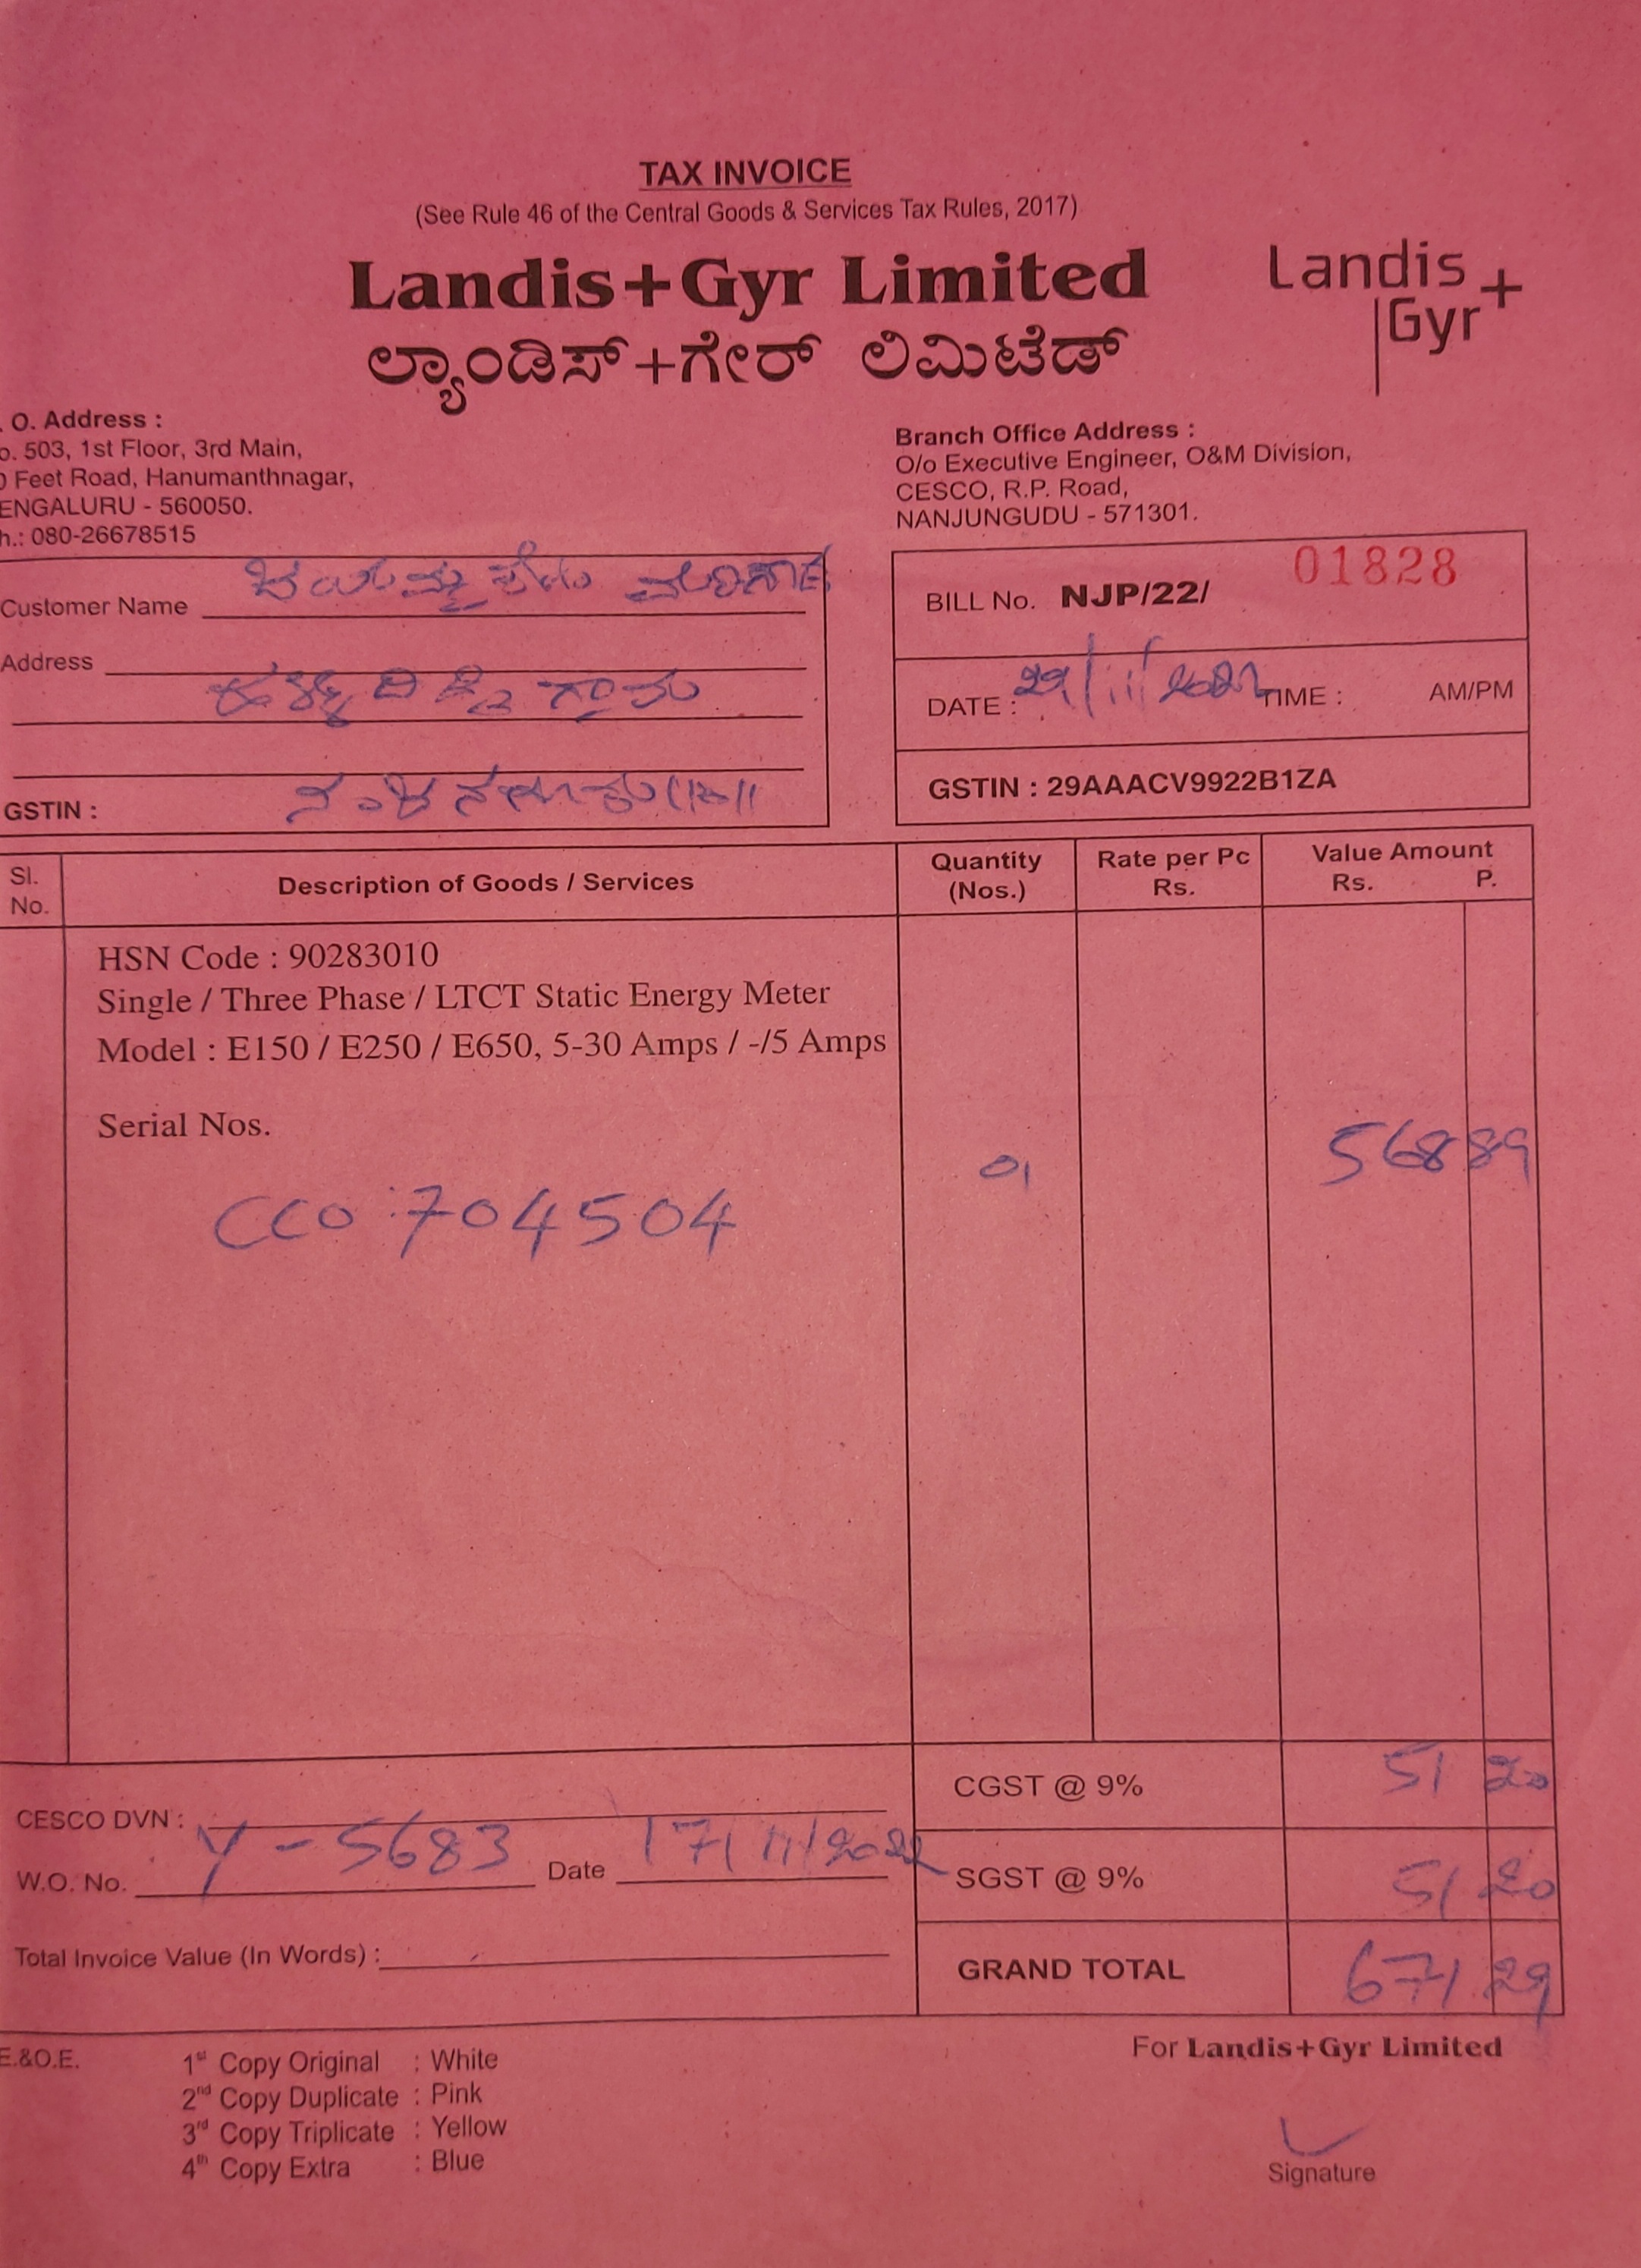 TAX INVOICE
(See Rule 46 of the Central Goods & Services Tax Rules, 2017)
Landis+Gyr Limited
ಲ್ಯಾಂಡಿಸ್+ಗೇರ್ ಲಿಮಿಟೆಡ್
Landis+
Gyr
. O. Address :
o. 503, 1st Floor, 3rd Main,
0 Feet Road, Hanumanthnagar,
ENGALURU - 560050.
h.: 080-26678515
Branch Office Address :
O/o Executive Engineer, O&M Division,
CESCO, R.P. Road,
NANJUNGUDU - 571301.
Customer Name ಜಯಮ್ಮ
Address
ಗ್ರಾಮ
GSTIN :
BILL No. NJP/22/ 01828
DATE : 29/11/2022 TIME : AM/PM
GSTIN : 29AAACV9922B1ZA
Sl. No. Description of Goods / Services Quantity (Nos.) Rate per Pc Rs. Value Amount Rs. P.
HSN Code : 90283010
Single / Three Phase / LTCT Static Energy Meter
Model : E150 / E250 / E650, 5-30 Amps / -/5 Amps
Serial Nos.
CCO:704504 01 568 89
CGST @ 9% 51 20
CESCO DVN :
W.O. No. Y-5683 Date 17/11/2022
SGST @ 9% 51 20
Total Invoice Value (In Words) :
GRAND TOTAL 671 29
E.&O.E.
1st Copy Original : White
2nd Copy Duplicate : Pink
3rd Copy Triplicate : Yellow
4th Copy Extra : Blue
For Landis+Gyr Limited
Signature